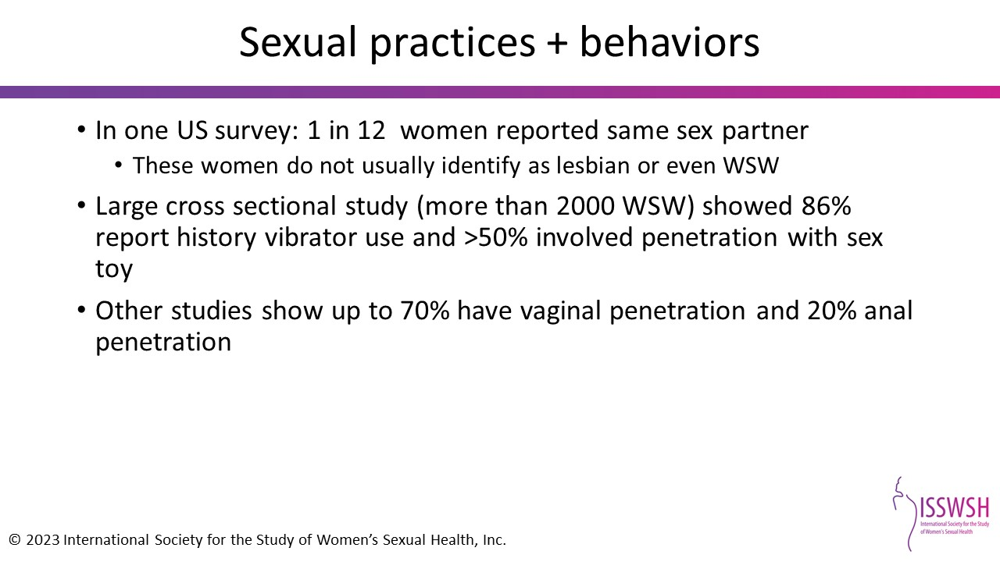 Sexual practices + behaviors
• In one US survey: 1 in 12 women reported same sex partner
• These women do not usually identify as lesbian or even WSW
• Large cross sectional study (more than 2000 WSW) showed 86%
report history vibrator use and >50% involved penetration with sex
toy
• Other studies show up to 70% have vaginal penetration and 20% anal
penetration
ISSWSH
International Society for the Study
of Women's Sexual Health
© 2023 International Society for the Study of Women’s Sexual Health, Inc.